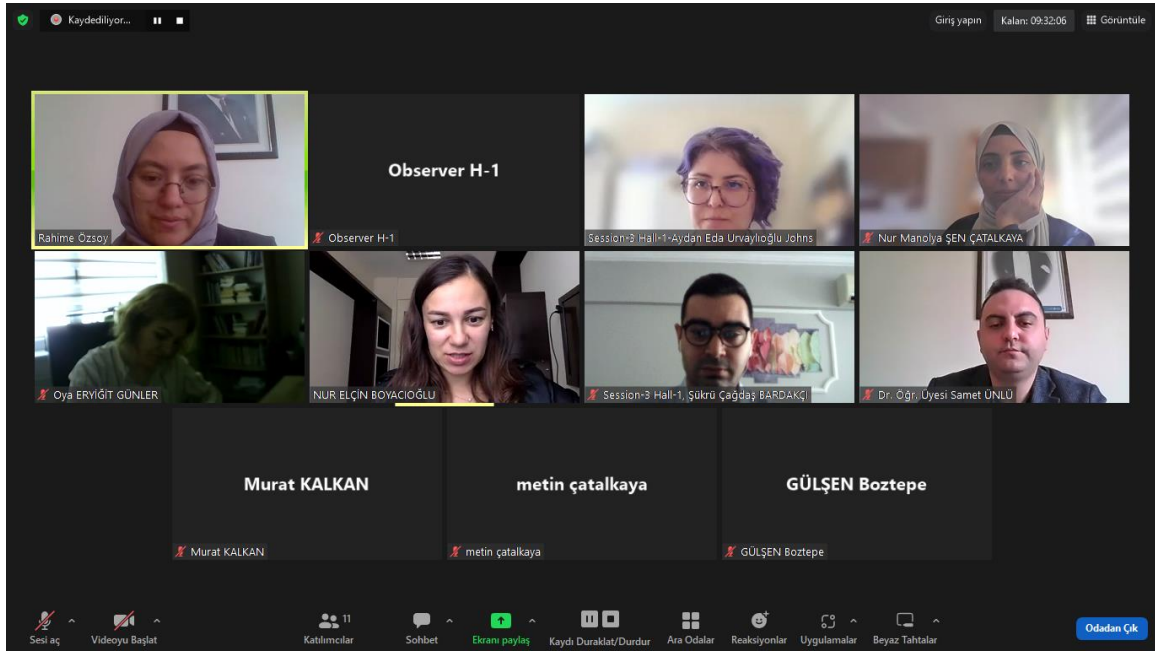 Kaydediliyor...
Giriş yapın
Kalan: 09:32:06
Görüntüle
Rahime Özsoy
Observer H-1
Observer H-1
Session-3 Hall-1-Aydan Eda Urvaylıoğlu Johns
Nur Manolya ŞEN ÇATALKAYA
Oya ERYİĞİT GÜNLER
NUR ELÇİN BOYACIOĞLU
Session-3 Hall-1, Şükrü Çağdaş BARDAKÇI
Dr. Öğr. Üyesi Samet ÜNLÜ
Murat KALKAN
metin çatalkaya
GÜLŞEN Boztepe
Murat KALKAN
metin çatalkaya
GÜLŞEN Boztepe
11
Sesi aç
Videoyu Başlat
Katılımcılar
Sohbet
Ekranı paylaş
Kaydı Duraklat/Durdur
Ara Odalar
Reaksiyonlar
Uygulamalar
Beyaz Tahtalar
Odadan Çık